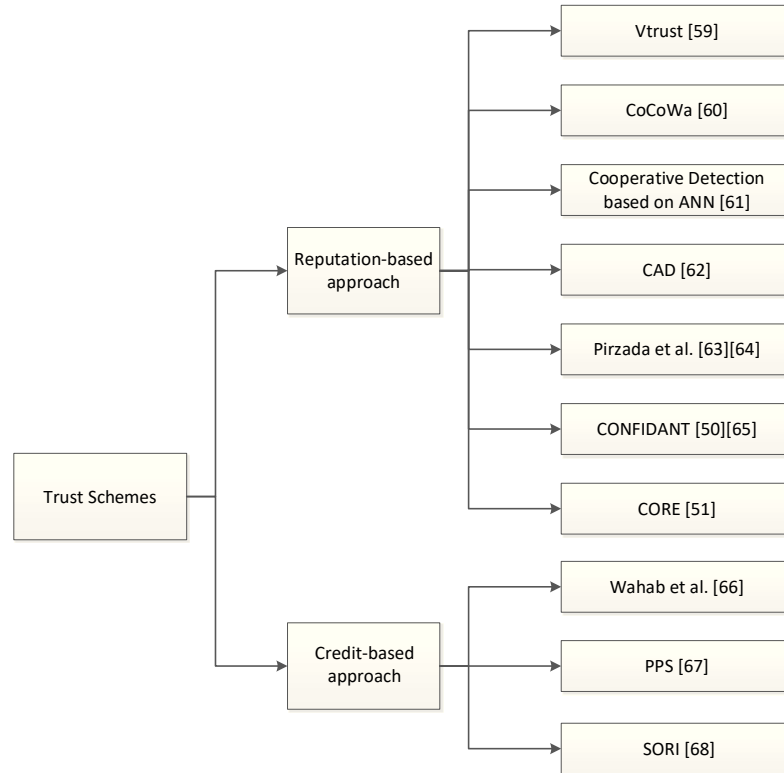 Vtrust [59]
CoCoWa [60]
Cooperative Detection
based on ANN [61]
Reputation-based
approach
CAD [62]
Pirzada et al. [63][64]
CONFIDANT [50][65]
Trust Schemes
CORE [51]
Wahab et al. [66]
Credit-based
approach
PPS [67]
SORI [68]